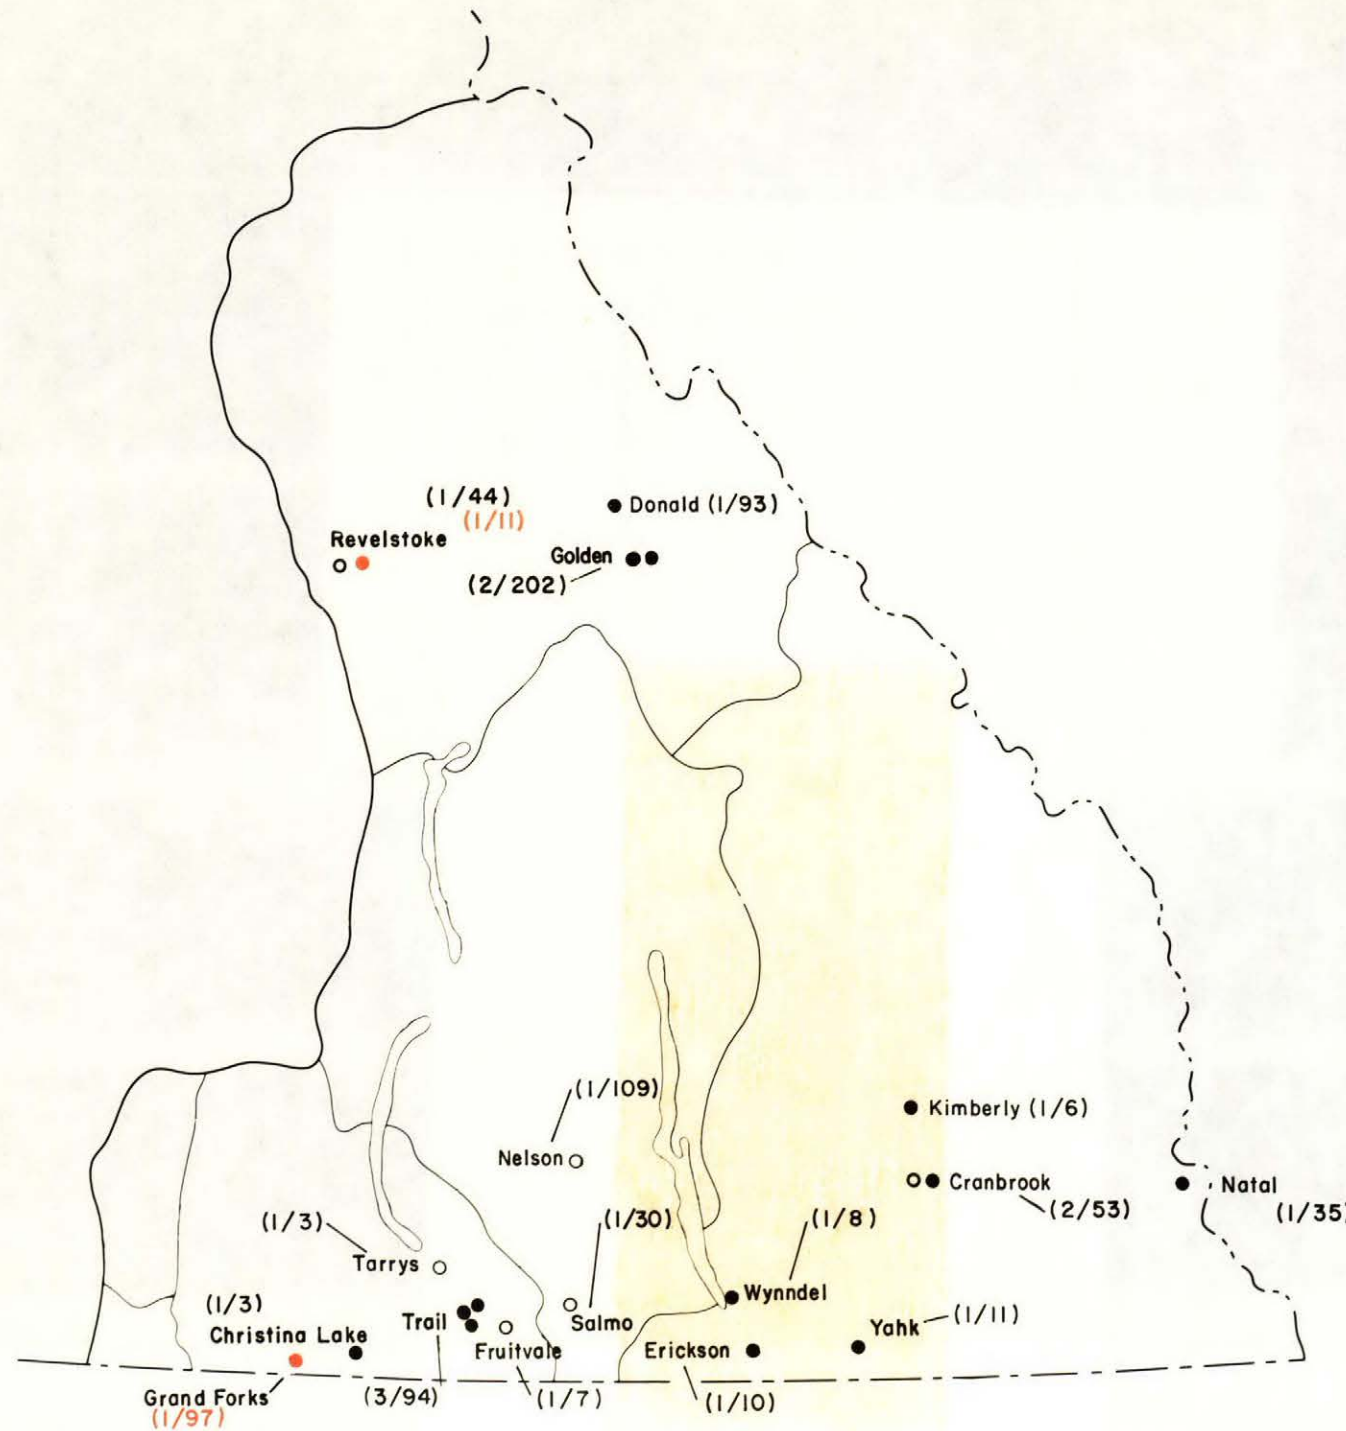 (1/44)
(1/11)
Revelstoke
Donald (1/93)
Golden
(2/202)
(1/109)
Nelson
Kimberly (1/6)
Cranbrook
(2/53)
Natal
(1/35)
(1/3)
Tarrys
(1/30)
Salmo
(1/8)
Wynndel
(1/3)
Christina Lake
Trail
Fruitvale
Erickson
Yahk
(1/11)
Grand Forks
(1/97)
(3/94)
(1/7)
(1/10)